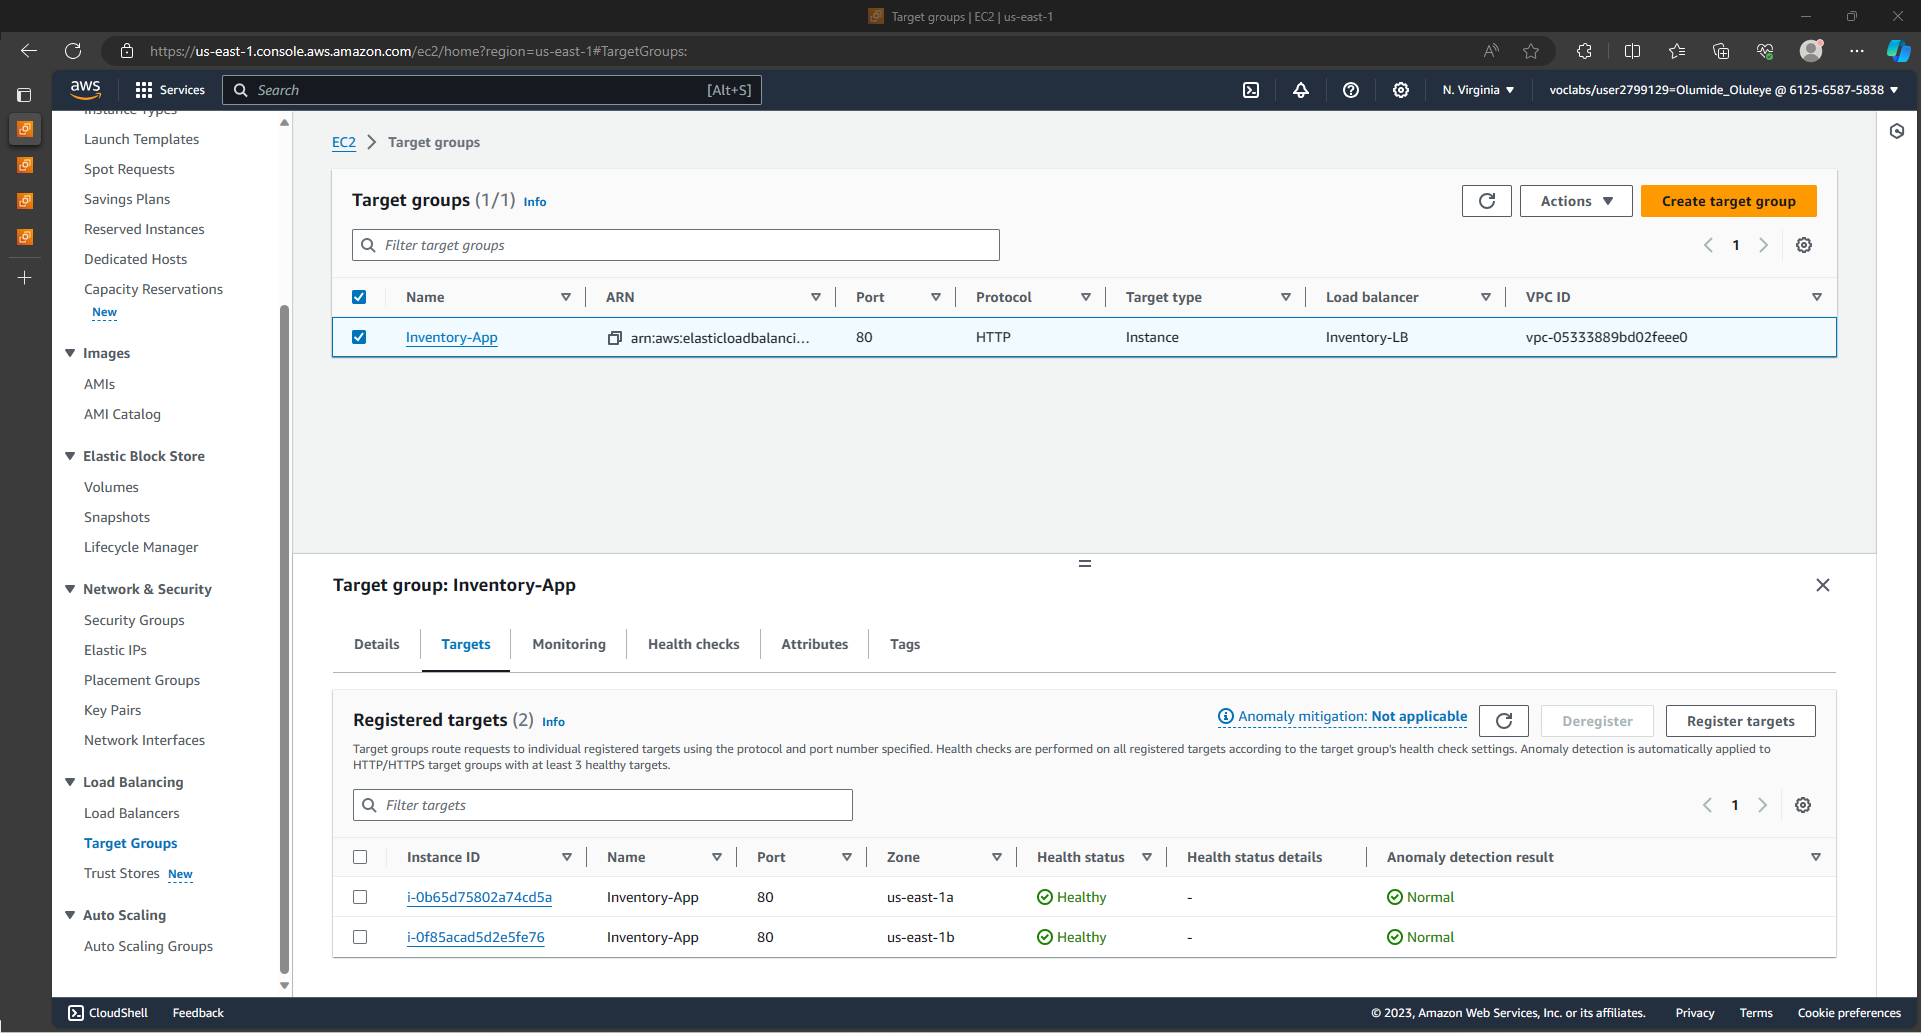 Target groups | EC2 | us-east-1
https://us-east-1.console.aws.amazon.com/ec2/home?region=us-east-1#TargetGroups:
aws
Services
Search
[Alt+S]
N. Virginia
voclabs/user2799129=Olumide_Oluleye @ 6125-6587-5838
Instance Types
Launch Templates
Spot Requests
Savings Plans
Reserved Instances
Dedicated Hosts
Capacity Reservations
New
Images
AMIs
AMI Catalog
Elastic Block Store
Volumes
Snapshots
Lifecycle Manager
Network & Security
Security Groups
Elastic IPs
Placement Groups
Key Pairs
Network Interfaces
Load Balancing
Load Balancers
Target Groups
Trust Stores New
Auto Scaling
Auto Scaling Groups
EC2 > Target groups
Target groups (1/1) Info
Actions
Create target group
Filter target groups
1
Name ARN Port Protocol Target type Load balancer VPC ID
Inventory-App arn:aws:elasticloadbalanci... 80 HTTP Instance Inventory-LB vpc-05333889bd02feee0
Target group: Inventory-App
Details Targets Monitoring Health checks Attributes Tags
Registered targets (2) Info
Anomaly mitigation: Not applicable
Deregister
Register targets
Target groups route requests to individual registered targets using the protocol and port number specified. Health checks are performed on all registered targets according to the target group's health check settings. Anomaly detection is automatically applied to
HTTP/HTTPS target groups with at least 3 healthy targets.
Filter targets
1
Instance ID Name Port Zone Health status Health status details Anomaly detection result
i-0b65d75802a74cd5a Inventory-App 80 us-east-1a Healthy - Normal
i-0f85acad5d2e5fe76 Inventory-App 80 us-east-1b Healthy - Normal
CloudShell Feedback
© 2023, Amazon Web Services, Inc. or its affiliates. Privacy Terms Cookie preferences